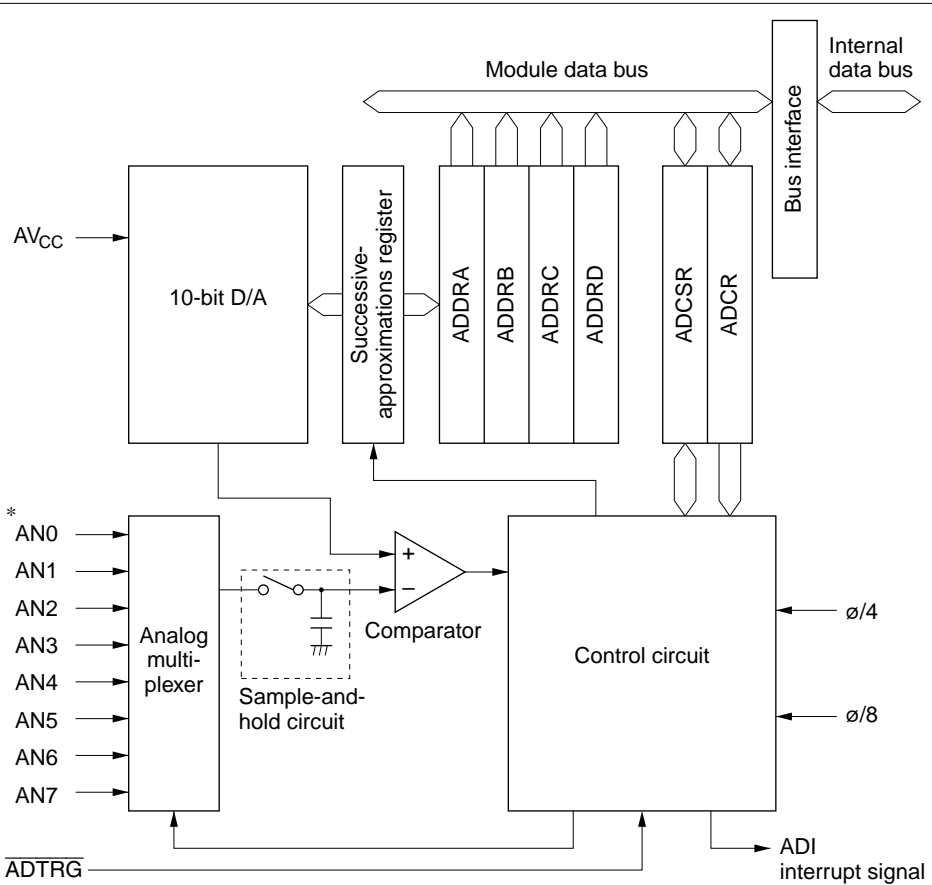 Internal
data bus
Module data bus
Bus interface
AVCC
10-bit D/A
Successive-
approximations register
ADDRA
ADDRB
ADDRC
ADDRD
ADCSR
ADCR
*
AN0
AN1
AN2
AN3
AN4
AN5
AN6
AN7
Analog
multi-
plexer
Sample-and-
hold circuit
+
−
Comparator
Control circuit
ø/4
ø/8
ADTRG
ADI
interrupt signal